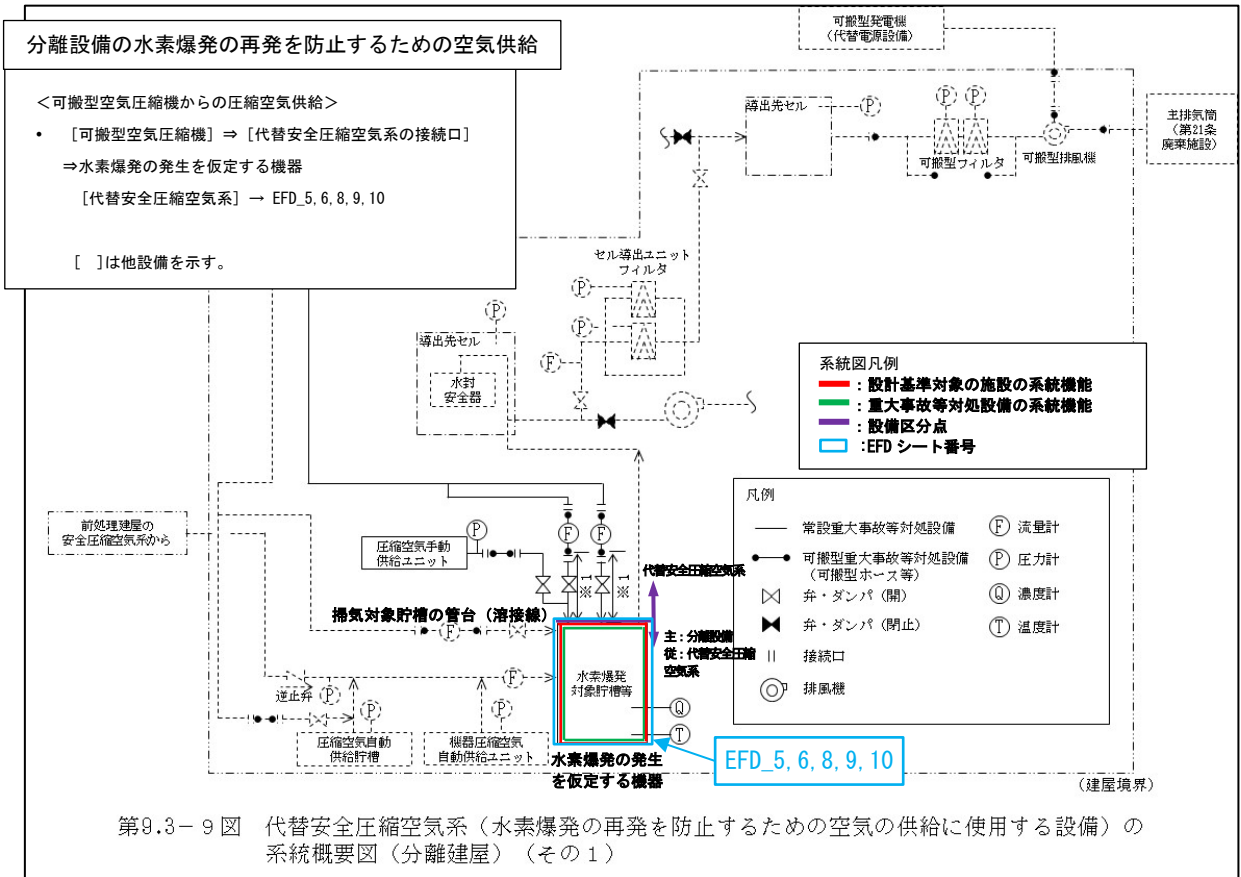 分離設備の水素爆発の再発を防止するための空気供給
＜可搬型空気圧縮機からの圧縮空気供給＞
• ［可搬型空気圧縮機］⇒［代替安全圧縮空気系の接続口］
⇒水素爆発の発生を仮定する機器
［代替安全圧縮空気系］→ EFD_5, 6, 8, 9, 10
［　］は他設備を示す。
可搬型発電機
（代替電源設備）
導出先セル
P
P
P
可搬型フィルタ
可搬型排風機
主排気筒
（第21条
廃棄施設）
セル導出ユニット
フィルタ
P
P
F
P
導出先セル
水封
安全器
系統図凡例
：設計基準対象の施設の系統機能
：重大事故等対処設備の系統機能
：設備区分点
：EFD シート番号
凡例
常設重大事故等対処設備
可搬型重大事故等対処設備
（可搬型ホース等）
弁・ダンパ（開）
弁・ダンパ（閉止）
接続口
排風機
F 流量計
P 圧力計
Q 濃度計
T 温度計
前処理建屋の
安全圧縮空気系から
圧縮空気手動
供給ユニット
P
F
F
※1
※1
代替安全圧縮空気系
掃気対象貯槽の管台（溶接線）
F
主：分離設備
従：代替安全圧縮
空気系
水素爆発
対象貯槽等
逆止弁
P
F
P
P
Q
T
圧縮空気自動
供給貯槽
機器圧縮空気
自動供給ユニット
水素爆発の発生
を仮定する機器
EFD_5, 6, 8, 9, 10
（建屋境界）
第9.3－9図　代替安全圧縮空気系（水素爆発の再発を防止するための空気の供給に使用する設備）の
系統概要図（分離建屋）（その１）